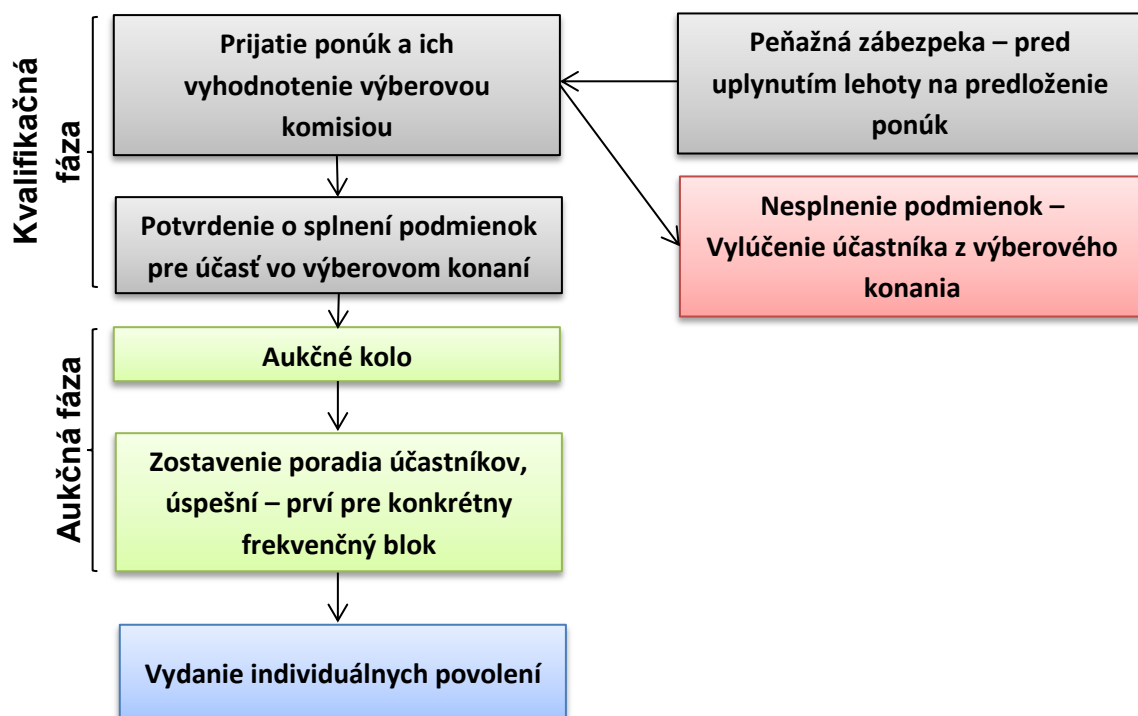 Kvalifikačná
fáza
Prijatie ponúk a ich
vyhodnotenie výberovou
komisiou
Peňažná zábezpeka – pred
uplynutím lehoty na predloženie
ponúk
Potvrdenie o splnení podmienok
pre účasť vo výberovom konaní
Nesplnenie podmienok –
Vylúčenie účastníka z výberového
konania
Aukčná fáza
Aukčné kolo
Zostavenie poradia účastníkov,
úspešní – prví pre konkrétny
frekvenčný blok
Vydanie individuálnych povolení